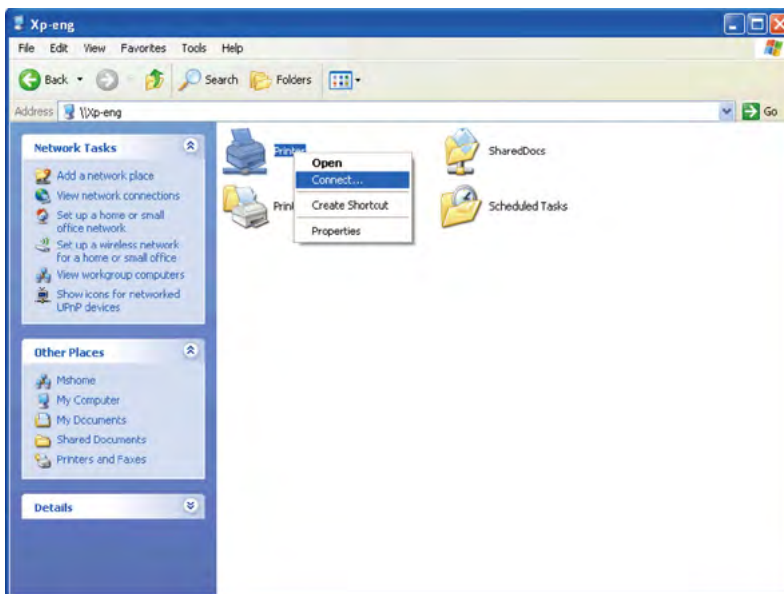 Xp-eng
File Edit View Favorites Tools Help
Back Search Folders
Address \\Xp-eng Go
Network Tasks
Add a network place
View network connections
Set up a home or small
office network
Set up a wireless network
for a home or small office
View workgroup computers
Show icons for networked
UPnP devices
Other Places
Mshome
My Computer
My Documents
Shared Documents
Printers and Faxes
Details
Printer
Open
Connect...
Create Shortcut
Properties
SharedDocs
Scheduled Tasks